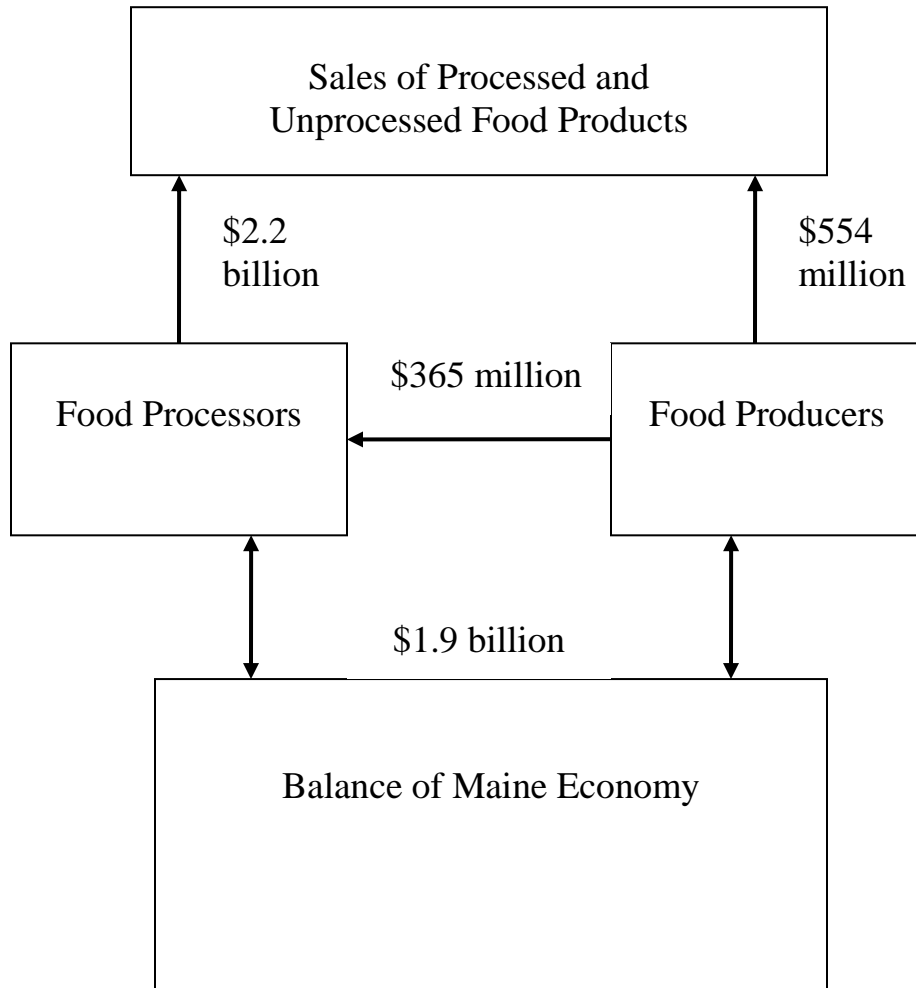 Sales of Processed and
Unprocessed Food Products
$2.2
billion
$554
million
$365 million
Food Processors
Food Producers
$1.9 billion
Balance of Maine Economy